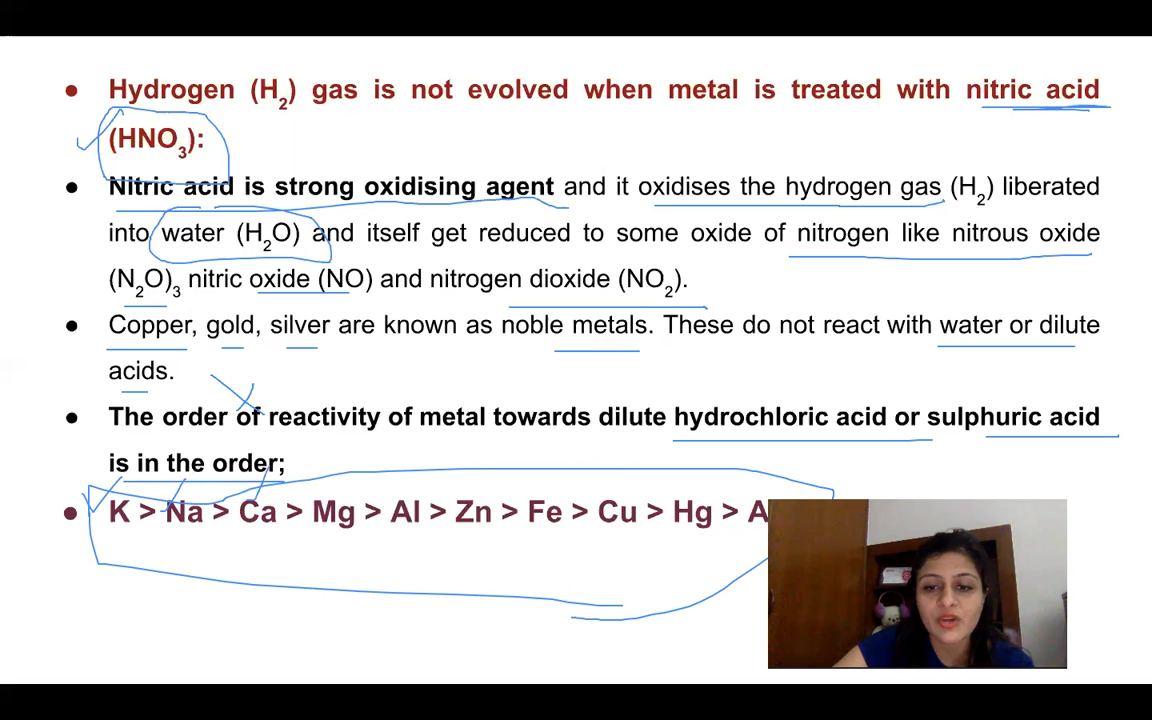 ● Hydrogen (H₂) gas is not evolved when metal is treated with nitric acid
(HNO₃):
● Nitric acid is strong oxidising agent and it oxidises the hydrogen gas (H₂) liberated
into water (H₂O) and itself get reduced to some oxide of nitrogen like nitrous oxide
(N₂O)₃ nitric oxide (NO) and nitrogen dioxide (NO₂).
● Copper, gold, silver are known as noble metals. These do not react with water or dilute
acids.
● The order of reactivity of metal towards dilute hydrochloric acid or sulphuric acid
is in the order;
● K > Na > Ca > Mg > Al > Zn > Fe > Cu > Hg > A